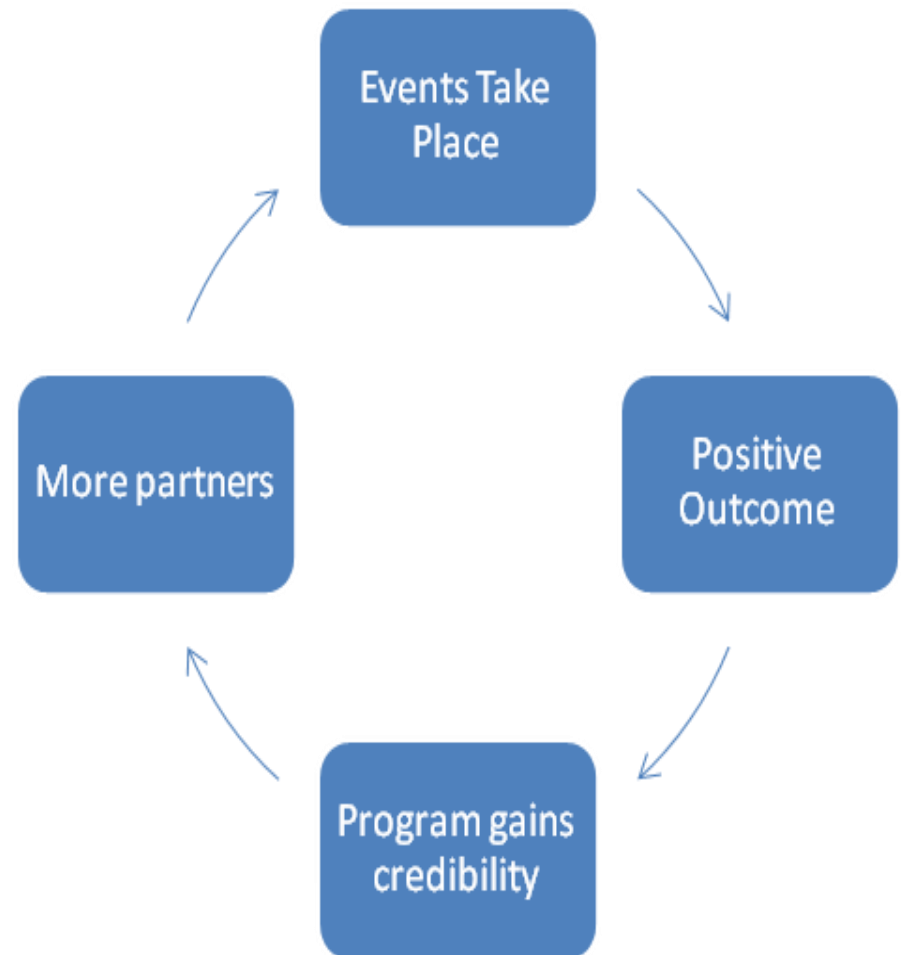 Events Take
Place
Positive
Outcome
Program gains
credibility
More partners